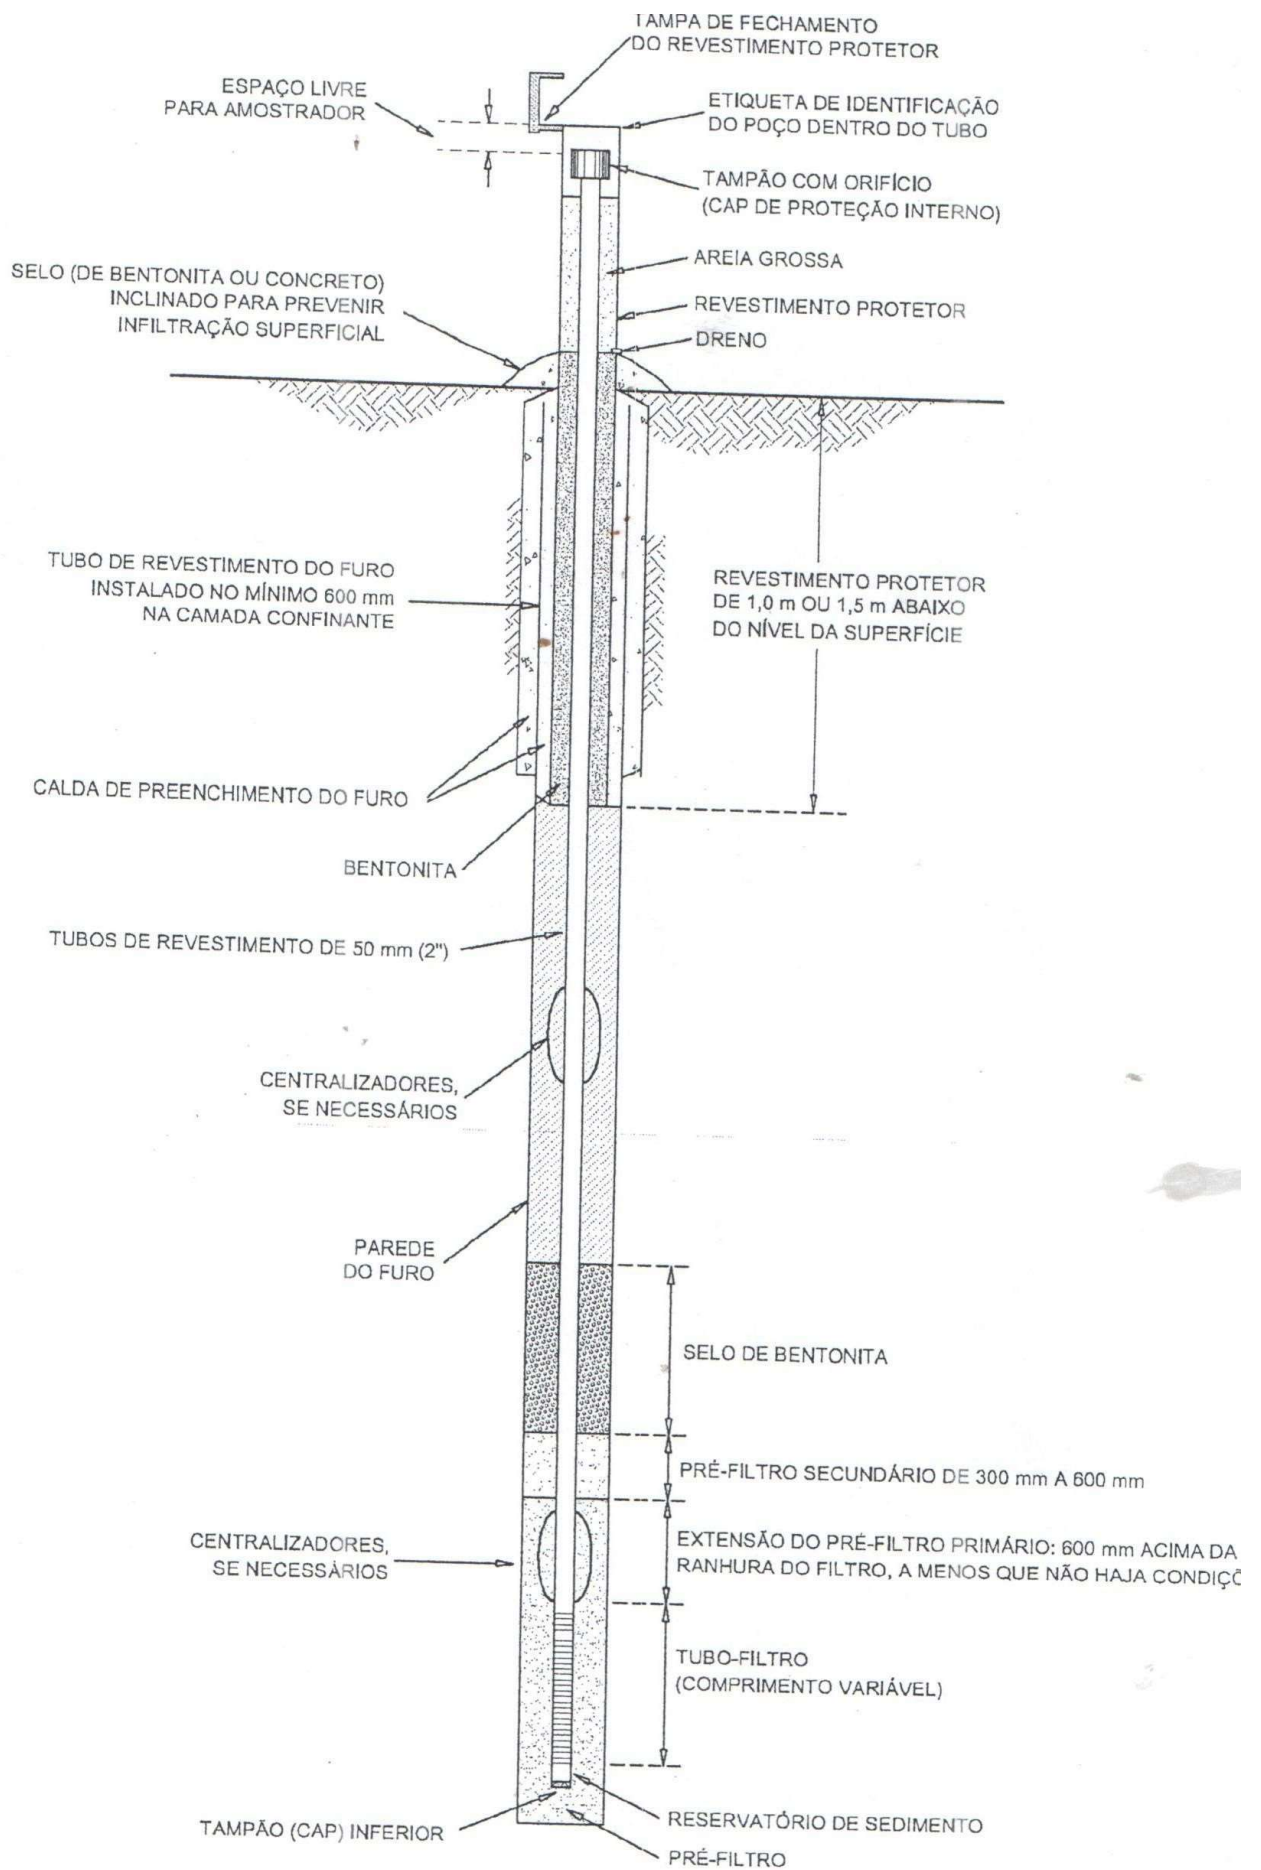 TAMPA DE FECHAMENTO
DO REVESTIMENTO PROTETOR
ESPAÇO LIVRE
PARA AMOSTRADOR
ETIQUETA DE IDENTIFICAÇÃO
DO POÇO DENTRO DO TUBO
TAMPÃO COM ORIFÍCIO
(CAP DE PROTEÇÃO INTERNO)
AREIA GROSSA
SELO (DE BENTONITA OU CONCRETO)
INCLINADO PARA PREVENIR
INFILTRAÇÃO SUPERFICIAL
REVESTIMENTO PROTETOR
DRENO
TUBO DE REVESTIMENTO DO FURO
INSTALADO NO MÍNIMO 600 mm
NA CAMADA CONFINANTE
REVESTIMENTO PROTETOR
DE 1,0 m OU 1,5 m ABAIXO
DO NÍVEL DA SUPERFÍCIE
CALDA DE PREENCHIMENTO DO FURO
BENTONITA
TUBOS DE REVESTIMENTO DE 50 mm (2")
CENTRALIZADORES,
SE NECESSÁRIOS
PAREDE
DO FURO
SELO DE BENTONITA
PRÉ-FILTRO SECUNDÁRIO DE 300 mm A 600 mm
CENTRALIZADORES,
SE NECESSÁRIOS
EXTENSÃO DO PRÉ-FILTRO PRIMÁRIO: 600 mm ACIMA DA
RANHURA DO FILTRO, A MENOS QUE NÃO HAJA CONDIÇÕ
TUBO-FILTRO
(COMPRIMENTO VARIÁVEL)
RESERVATÓRIO DE SEDIMENTO
TAMPÃO (CAP) INFERIOR
PRÉ-FILTRO